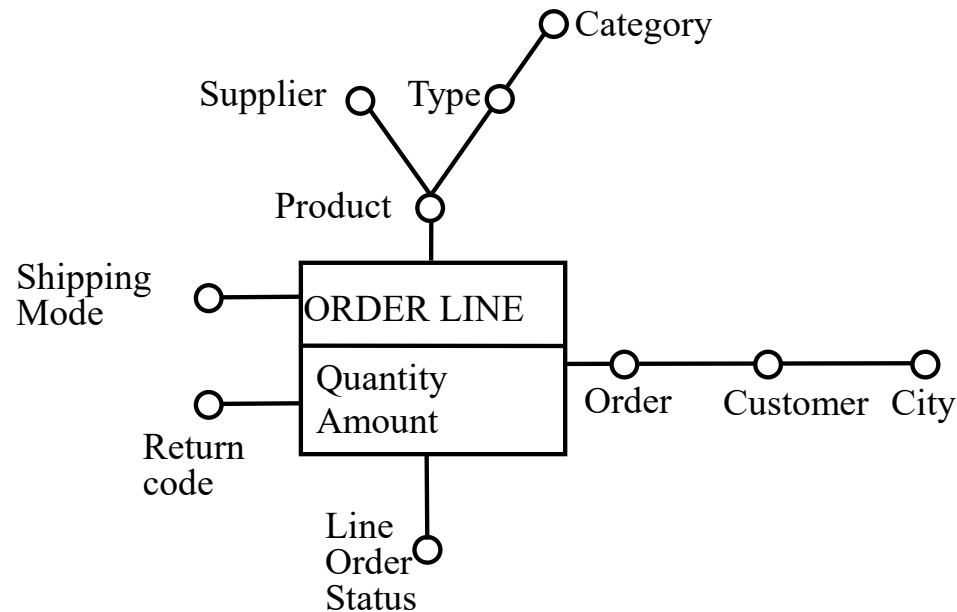 Category
Supplier
Type
Product
Shipping
Mode
ORDER LINE
Quantity
Amount
Order
Customer
City
Return
code
Line
Order
Status